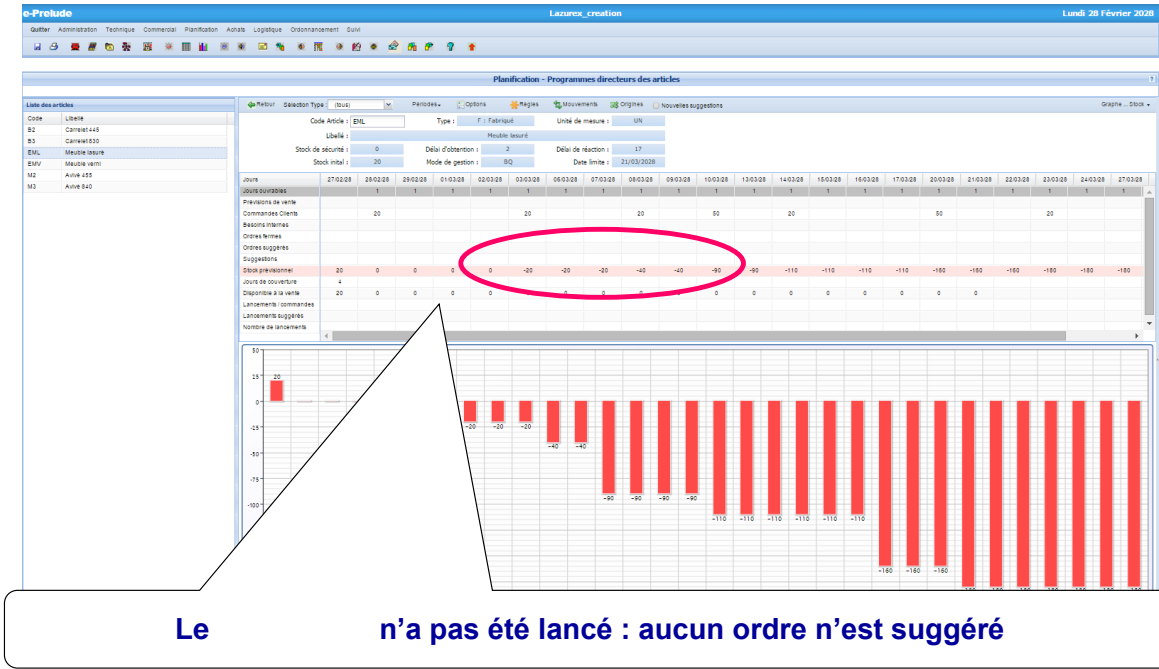 e-Prelude Lazurex_creation Lundi 28 Février 2028
Quitter Administration Technique Commercial Planification Achats Logistique Ordonnancement Suivi
Planification - Programmes directeurs des articles ?
Liste des articles
Code Libellé
B2 Carrelet 445
B3 Carrelet 630
EML Meuble lasuré
EMV Meuble verni
M2 Avivé 455
M3 Avivé 640
Retour Sélection Type : (tous) Périodes Options Règles Mouvements Origines Nouvelles suggestions Graphe ... Stock
Code Article : EML Type : F : Fabriqué Unité de mesure : UN
Libellé : Meuble lasuré
Stock de sécurité : 0 Délai d'obtention : 2 Délai de réaction : 17
Stock inital : 20 Mode de gestion : BQ Date limite : 21/03/2028
Jours 27/02/28 28/02/28 29/02/28 01/03/28 02/03/28 03/03/28 06/03/28 07/03/28 08/03/28 09/03/28 10/03/28 13/03/28 14/03/28 15/03/28 16/03/28 17/03/28 20/03/28 21/03/28 22/03/28 23/03/28 24/03/28 27/03/28
Jours ouvrables 1 1 1 1 1 1 1 1 1 1 1 1 1 1 1 1 1 1 1 1 1
Prévisions de vente
Commandes Clients 20 20 20 50 20 50 20
Besoins internes
Ordres fermes
Ordres suggérés
Suggestions
Stock prévisionnel 20 0 0 0 0 -20 -20 -20 -40 -40 -90 -90 -110 -110 -110 -110 -160 -160 -160 -180 -180 -180
Jours de couverture 4
Disponible à la vente 20 0 0 0 0 0 0 0 0 0 0 0 0 0 0 0 0
Lancements / commandes
Lancements suggérés
Nombre de lancements
50
25 20
0
-25 -20 -20 -20
-50 -40 -40
-75
-100 -90 -90 -90 -90
-110 -110 -110 -110 -110 -110
-160 -160 -160
Le n’a pas été lancé : aucun ordre n’est suggéré